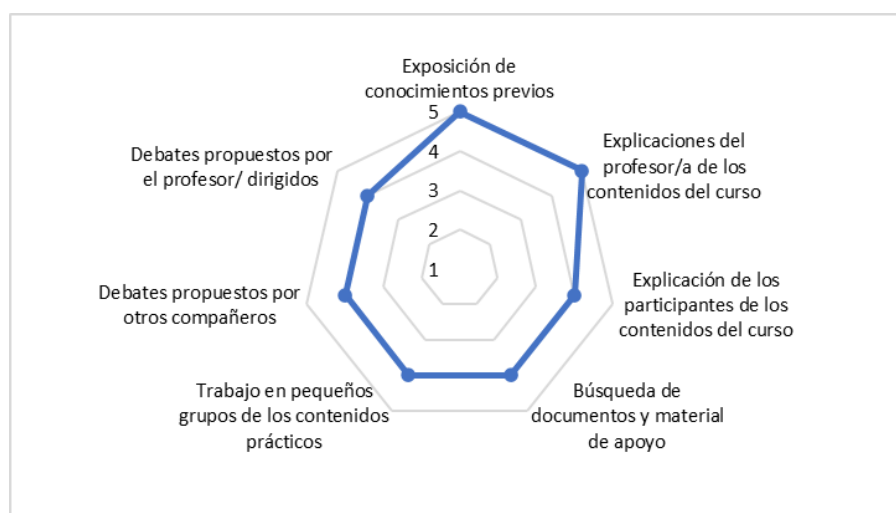 Exposición de
conocimientos previos
5
4
3
2
1
Explicaciones del
profesor/a de los
contenidos del curso
Explicación de los
participantes de los
contenidos del curso
Búsqueda de
documentos y material
de apoyo
Trabajo en pequeños
grupos de los contenidos
prácticos
Debates propuestos por
otros compañeros
Debates propuestos por
el profesor/ dirigidos